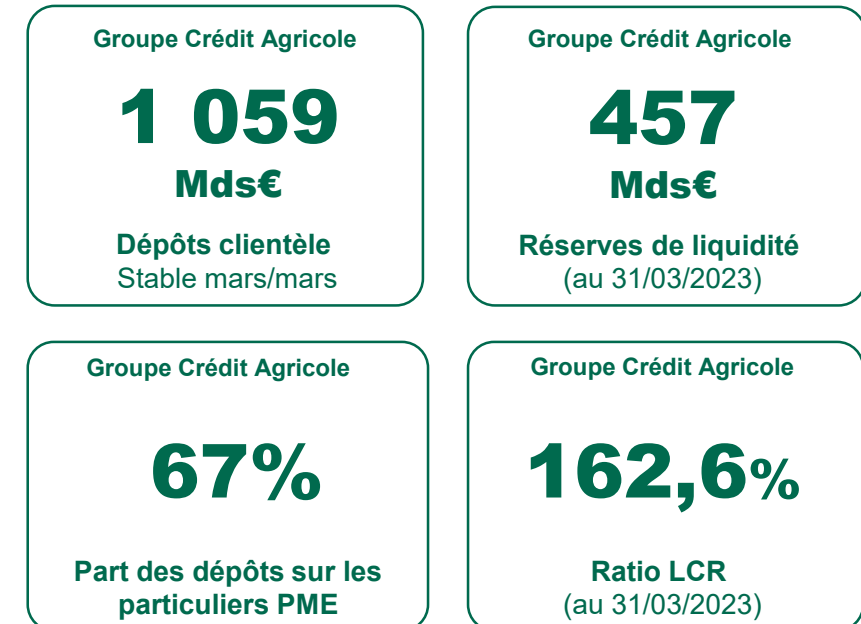 Groupe Crédit Agricole
1 059
Mds€
Dépôts clientèle
Stable mars/mars
Groupe Crédit Agricole
457
Mds€
Réserves de liquidité
(au 31/03/2023)
Groupe Crédit Agricole
67%
Part des dépôts sur les
particuliers PME
Groupe Crédit Agricole
162,6%
Ratio LCR
(au 31/03/2023)